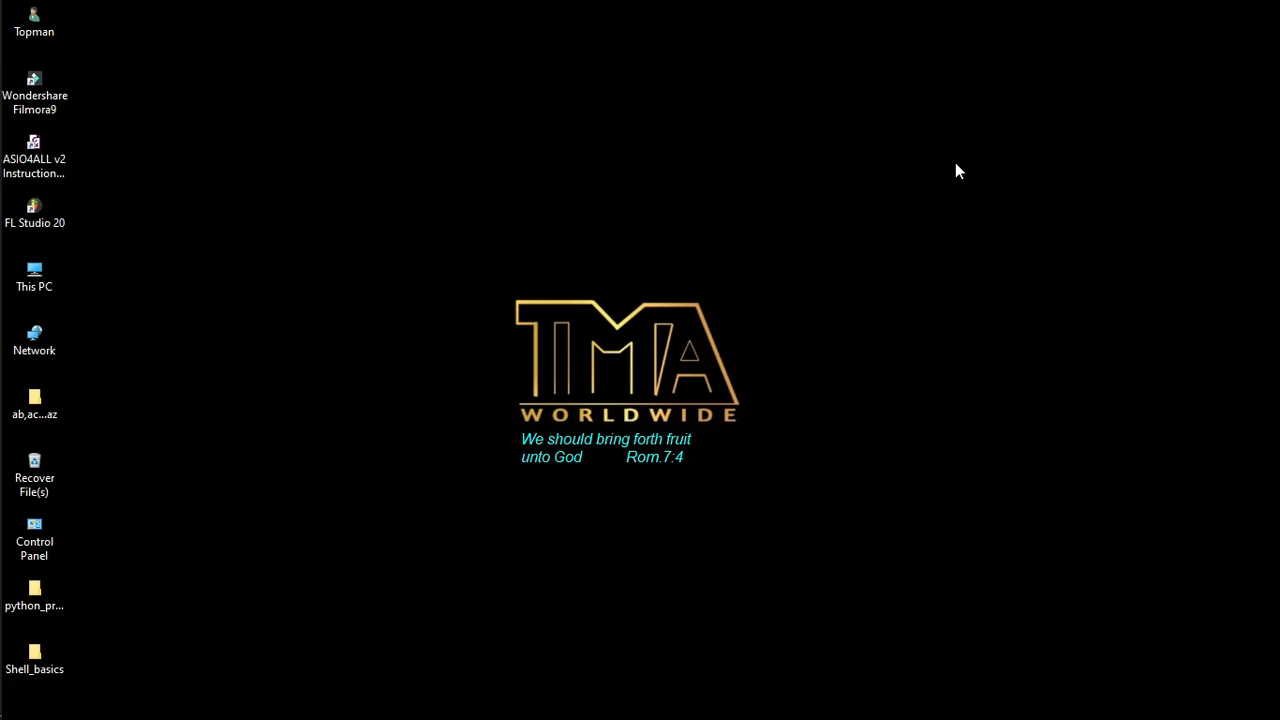 Topman
Wondershare
Filmora9
ASIO4ALL v2
Instruction...
FL Studio 20
This PC
Network
ab,ac...az
Recover
File(s)
Control
Panel
python_pr...
Shell_basics
TMA
WORLDWIDE
We should bring forth fruit
unto God Rom.7:4